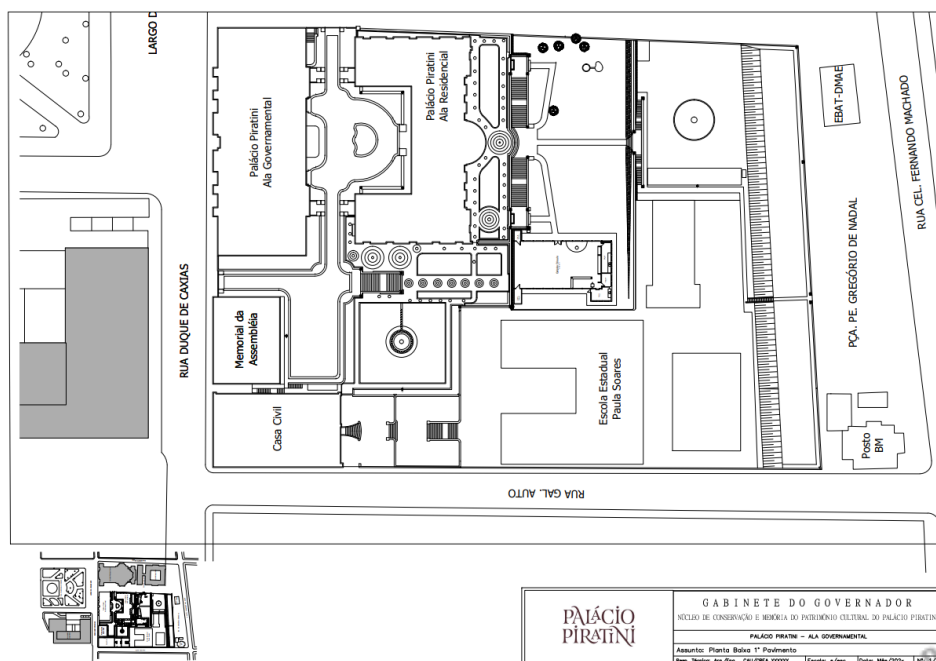 LARGO D
RUA DUQUE DE CAXIAS
Palácio Piratini
Ala Governamental
Palácio Piratini
Ala Residencial
Memorial da
Assembléia
Casa Civil
Escola Estadual
Paula Soares
EBAT-DMAE
RUA CEL. FERNANDO MACHADO
PÇA. PE. GREGÓRIO DE NADAL
Posto
BM
RUA GAL. AUTO
PALÁCIO
PIRATINI
GABINETE DO GOVERNADOR
NÚCLEO DE CONSERVAÇÃO E MEMÓRIA DO PATRIMÔNIO CULTURAL DO PALÁCIO PIRATINI
PALÁCIO PIRATINI - ALA GOVERNAMENTAL
Assunto: Planta Baixa 1° Pavimento